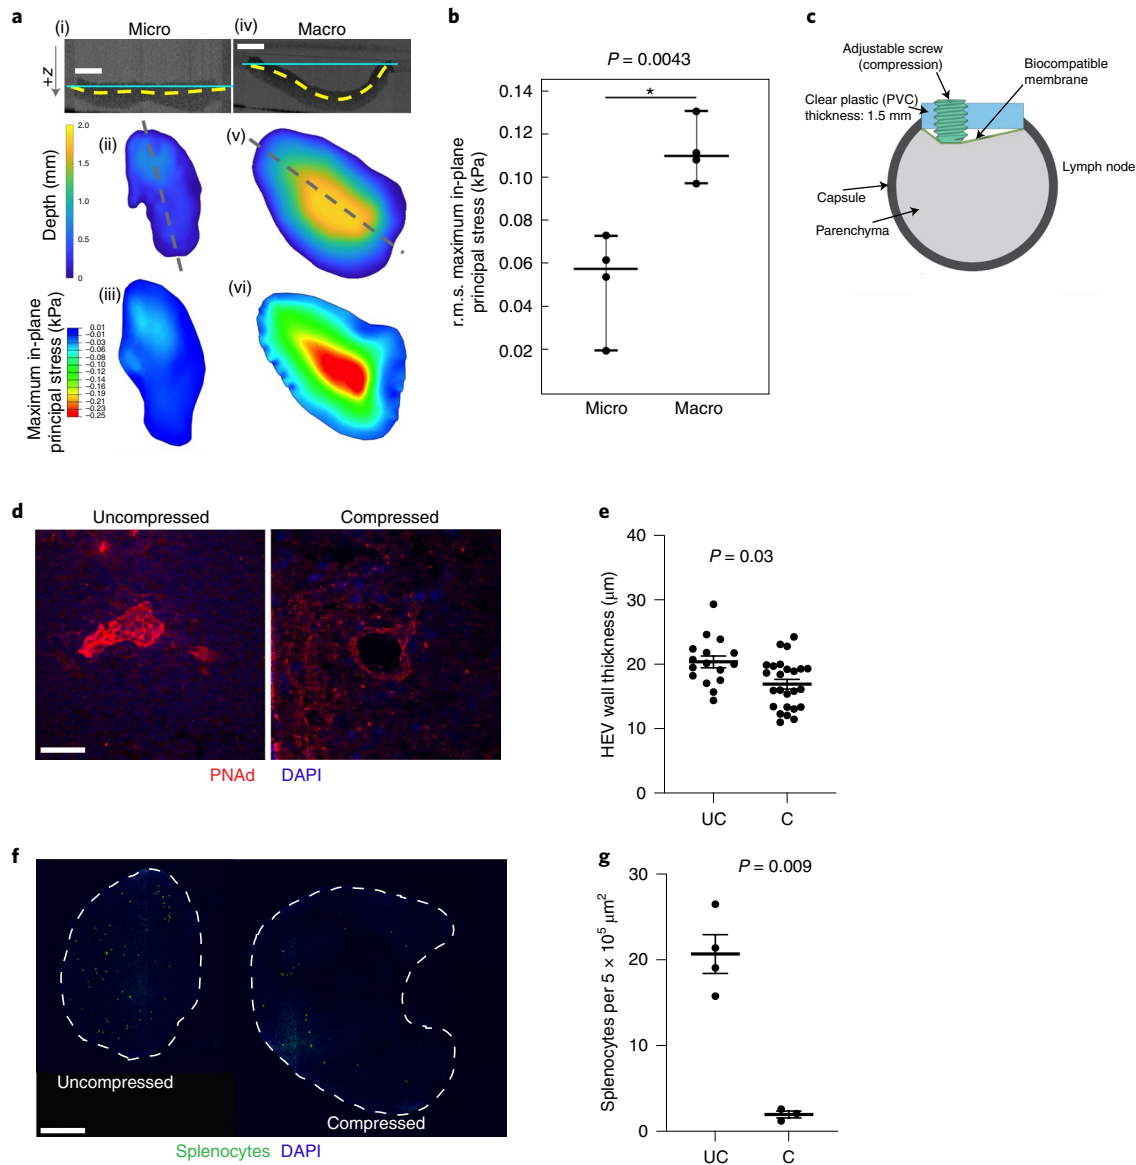 a
(i)
Micro
(iv)
Macro
+z
(ii)
(v)
Depth (mm)
2.0
1.5
1.0
0.5
0
(iii)
(vi)
Maximum in-plane
principal stress (kPa)
0.01
−0.01
−0.03
−0.06
−0.08
−0.10
−0.12
−0.14
−0.16
−0.19
−0.21
−0.23
−0.25
b
P = 0.0043
*
r.m.s. maximum in-plane
principal stress (kPa)
0.14
0.12
0.10
0.08
0.06
0.04
0.02
Micro
Macro
c
Adjustable screw
(compression)
Biocompatible
membrane
Clear plastic (PVC)
thickness: 1.5 mm
Lymph node
Capsule
Parenchyma
d
Uncompressed
Compressed
PNAd
DAPI
e
P = 0.03
HEV wall thickness (μm)
40
30
20
10
0
UC
C
f
Uncompressed
Compressed
Splenocytes
DAPI
g
P = 0.009
Splenocytes per 5 × 10⁵ μm²
30
20
10
0
UC
C